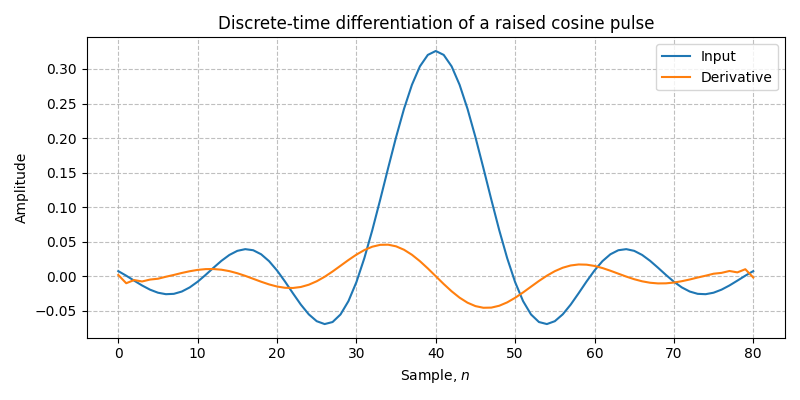 Discrete-time differentiation of a raised cosine pulse
Input
Derivative
Amplitude
0.30
0.25
0.20
0.15
0.10
0.05
0.00
−0.05
0 10 20 30 40 50 60 70 80
Sample, n